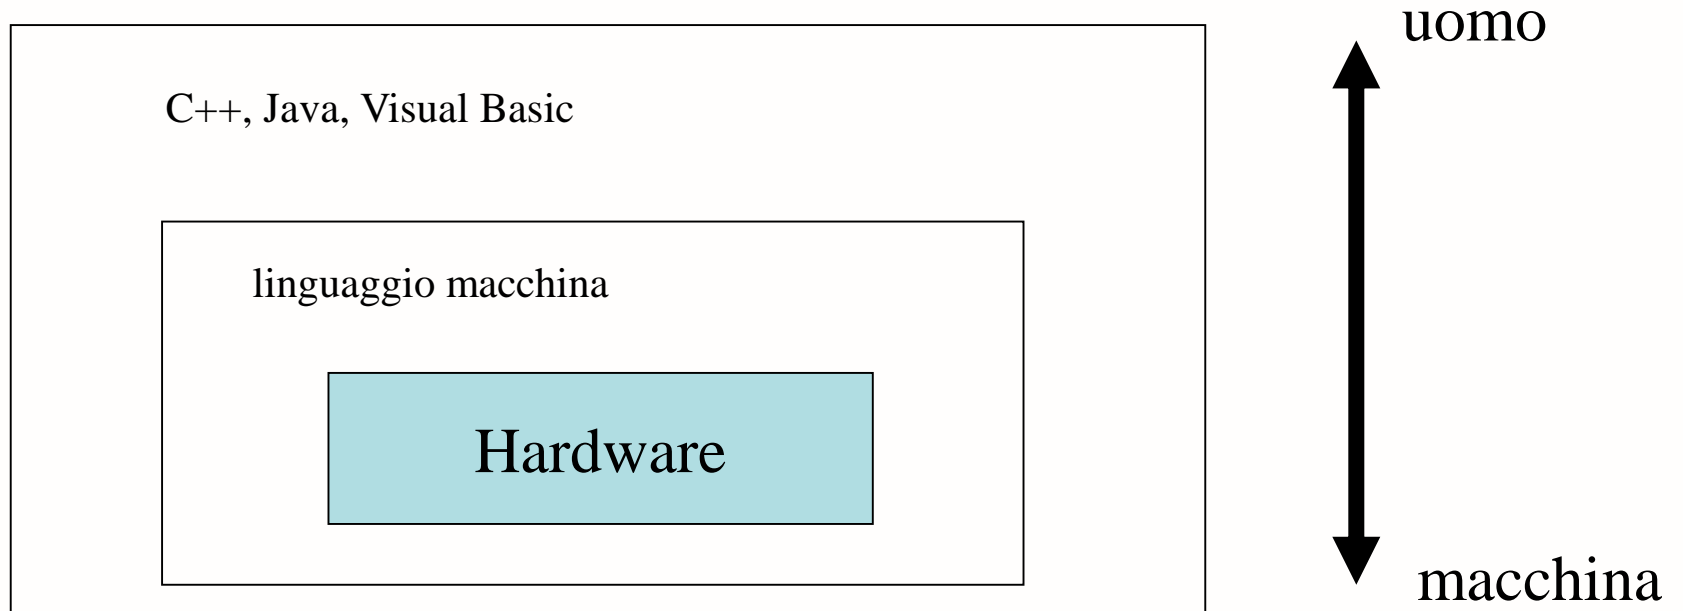 uomo
C++, Java, Visual Basic
linguaggio macchina
Hardware
macchina